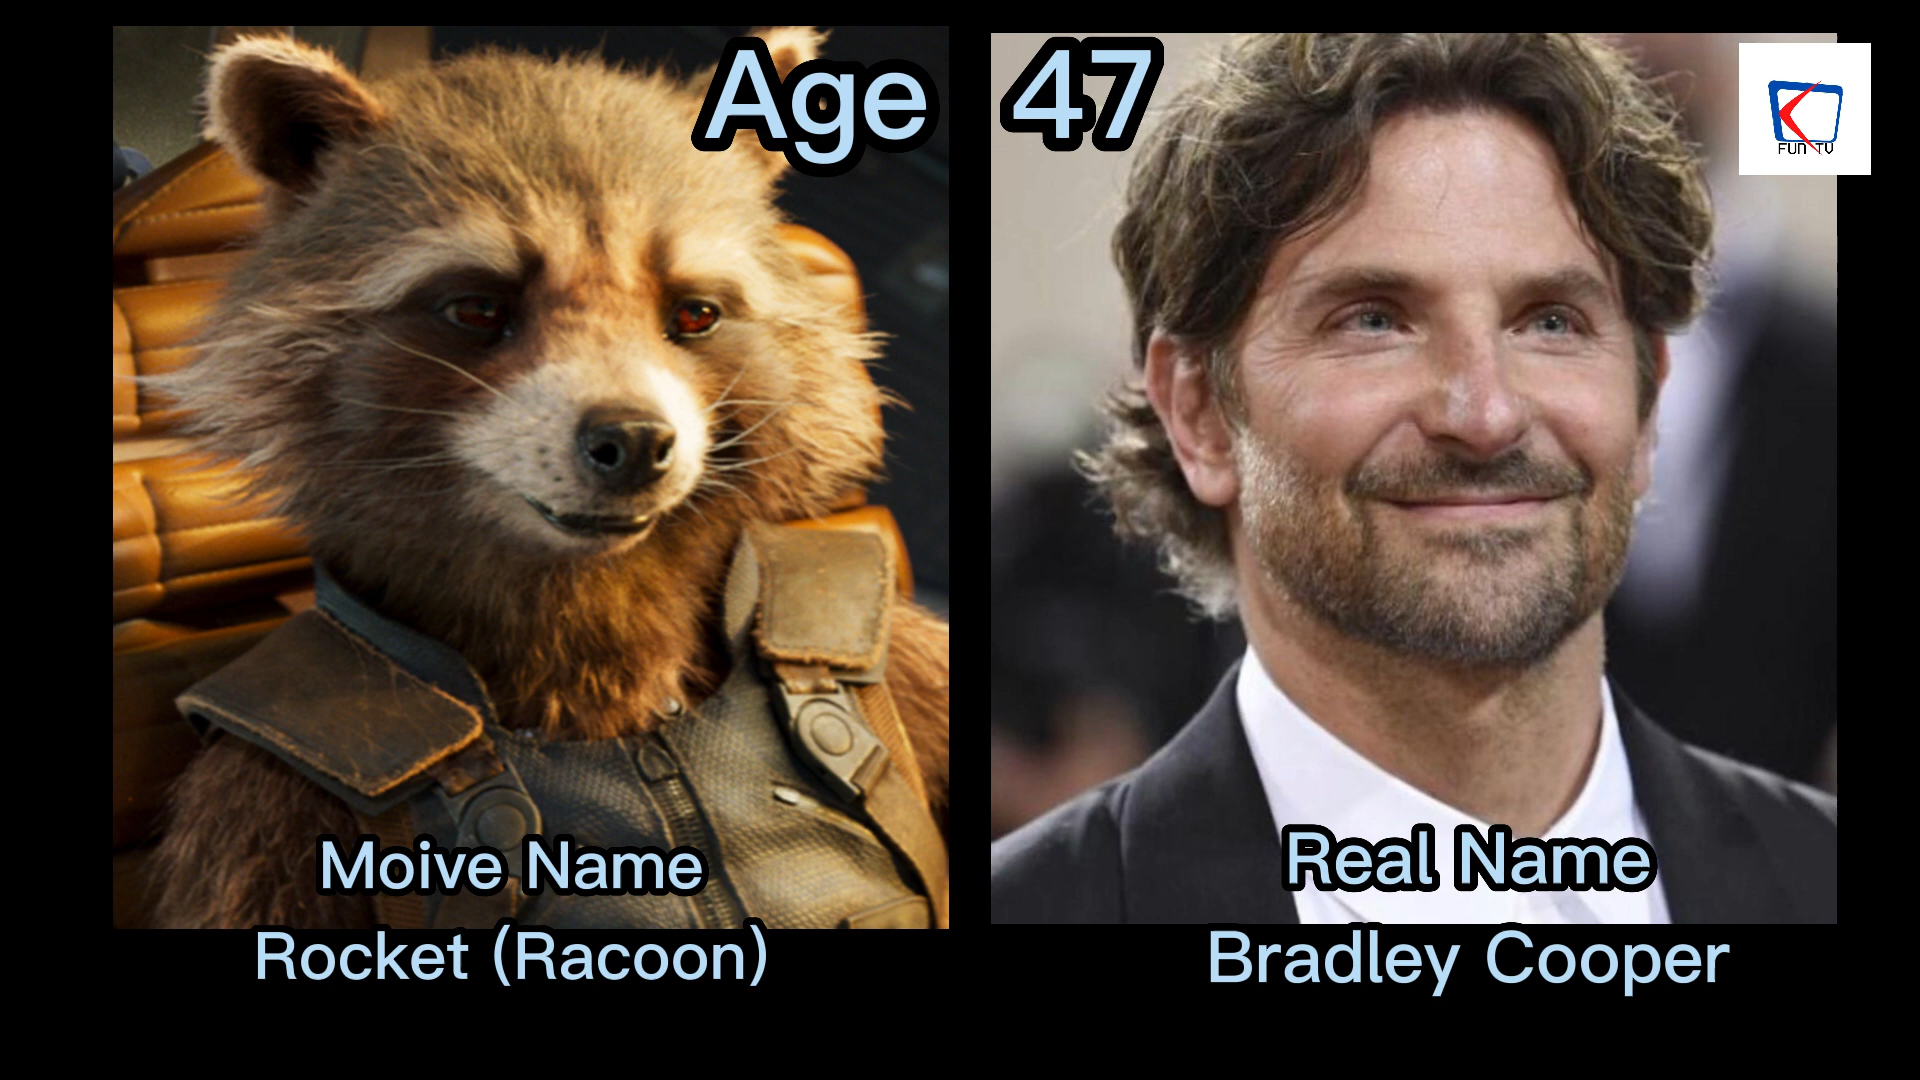 Age 47
FUN TV
Moive Name
Real Name
Rocket (Racoon)
Bradley Cooper